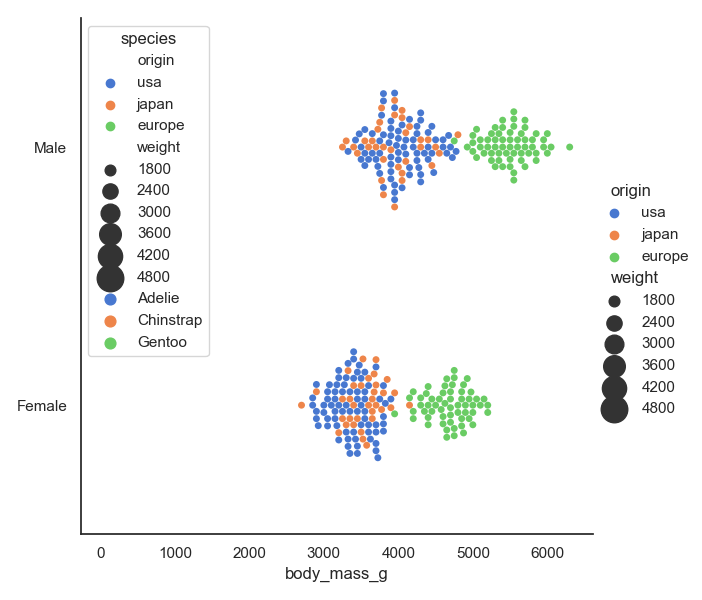 species
origin
usa
japan
europe
weight
1800
2400
3000
3600
4200
4800
Adelie
Chinstrap
Gentoo
Male
Female
origin
usa
japan
europe
weight
1800
2400
3000
3600
4200
4800
0 1000 2000 3000 4000 5000 6000
body_mass_g